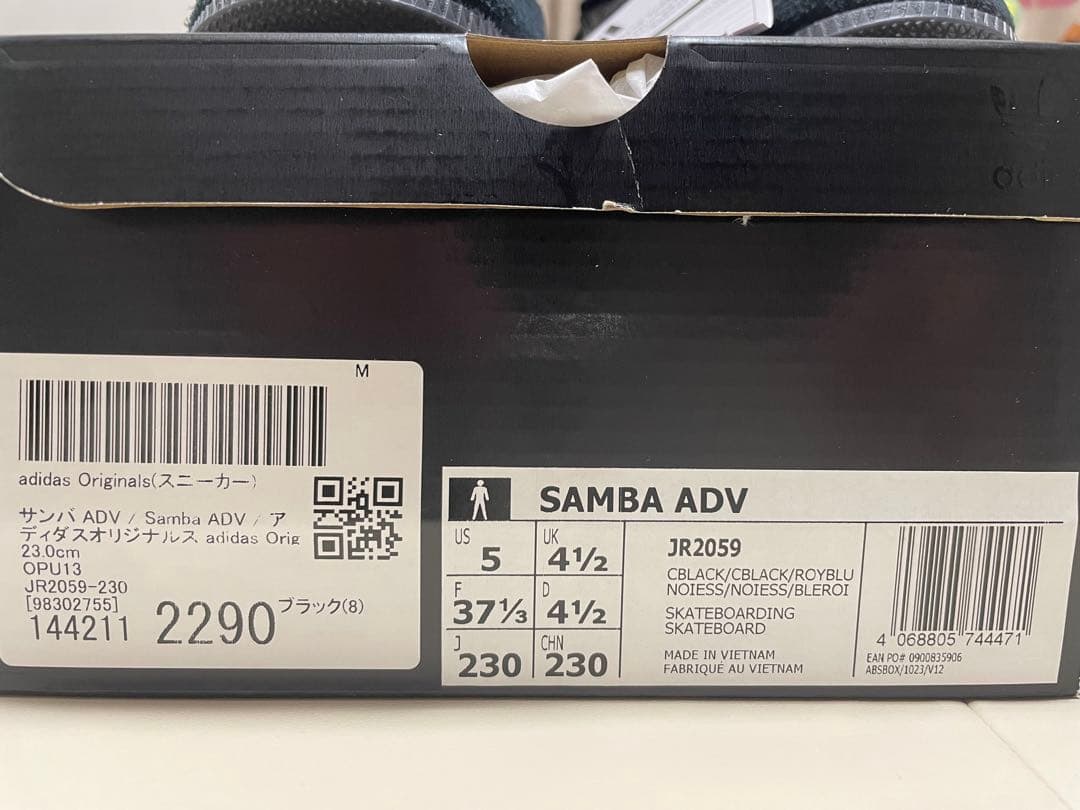 M
adidas Originals(スニーカー)
サンバ ADV / Samba ADV / ア
ディダスオリジナルス adidas Orig
23.0cm
OPU13
JR2059-230
[98302755]
144211 2290 ブラック(8)
SAMBA ADV
US 5 UK 4½
F 37⅓ D 4½
J 230 CHN 230
JR2059
CBLACK/CBLACK/ROYBLU
NOIESS/NOIESS/BLEROI
SKATEBOARDING
SKATEBOARD
MADE IN VIETNAM
FABRIQUÉ AU VIETNAM
4 068805 744471
EAN PO# 0900835906
ABSBOX/1023/V12